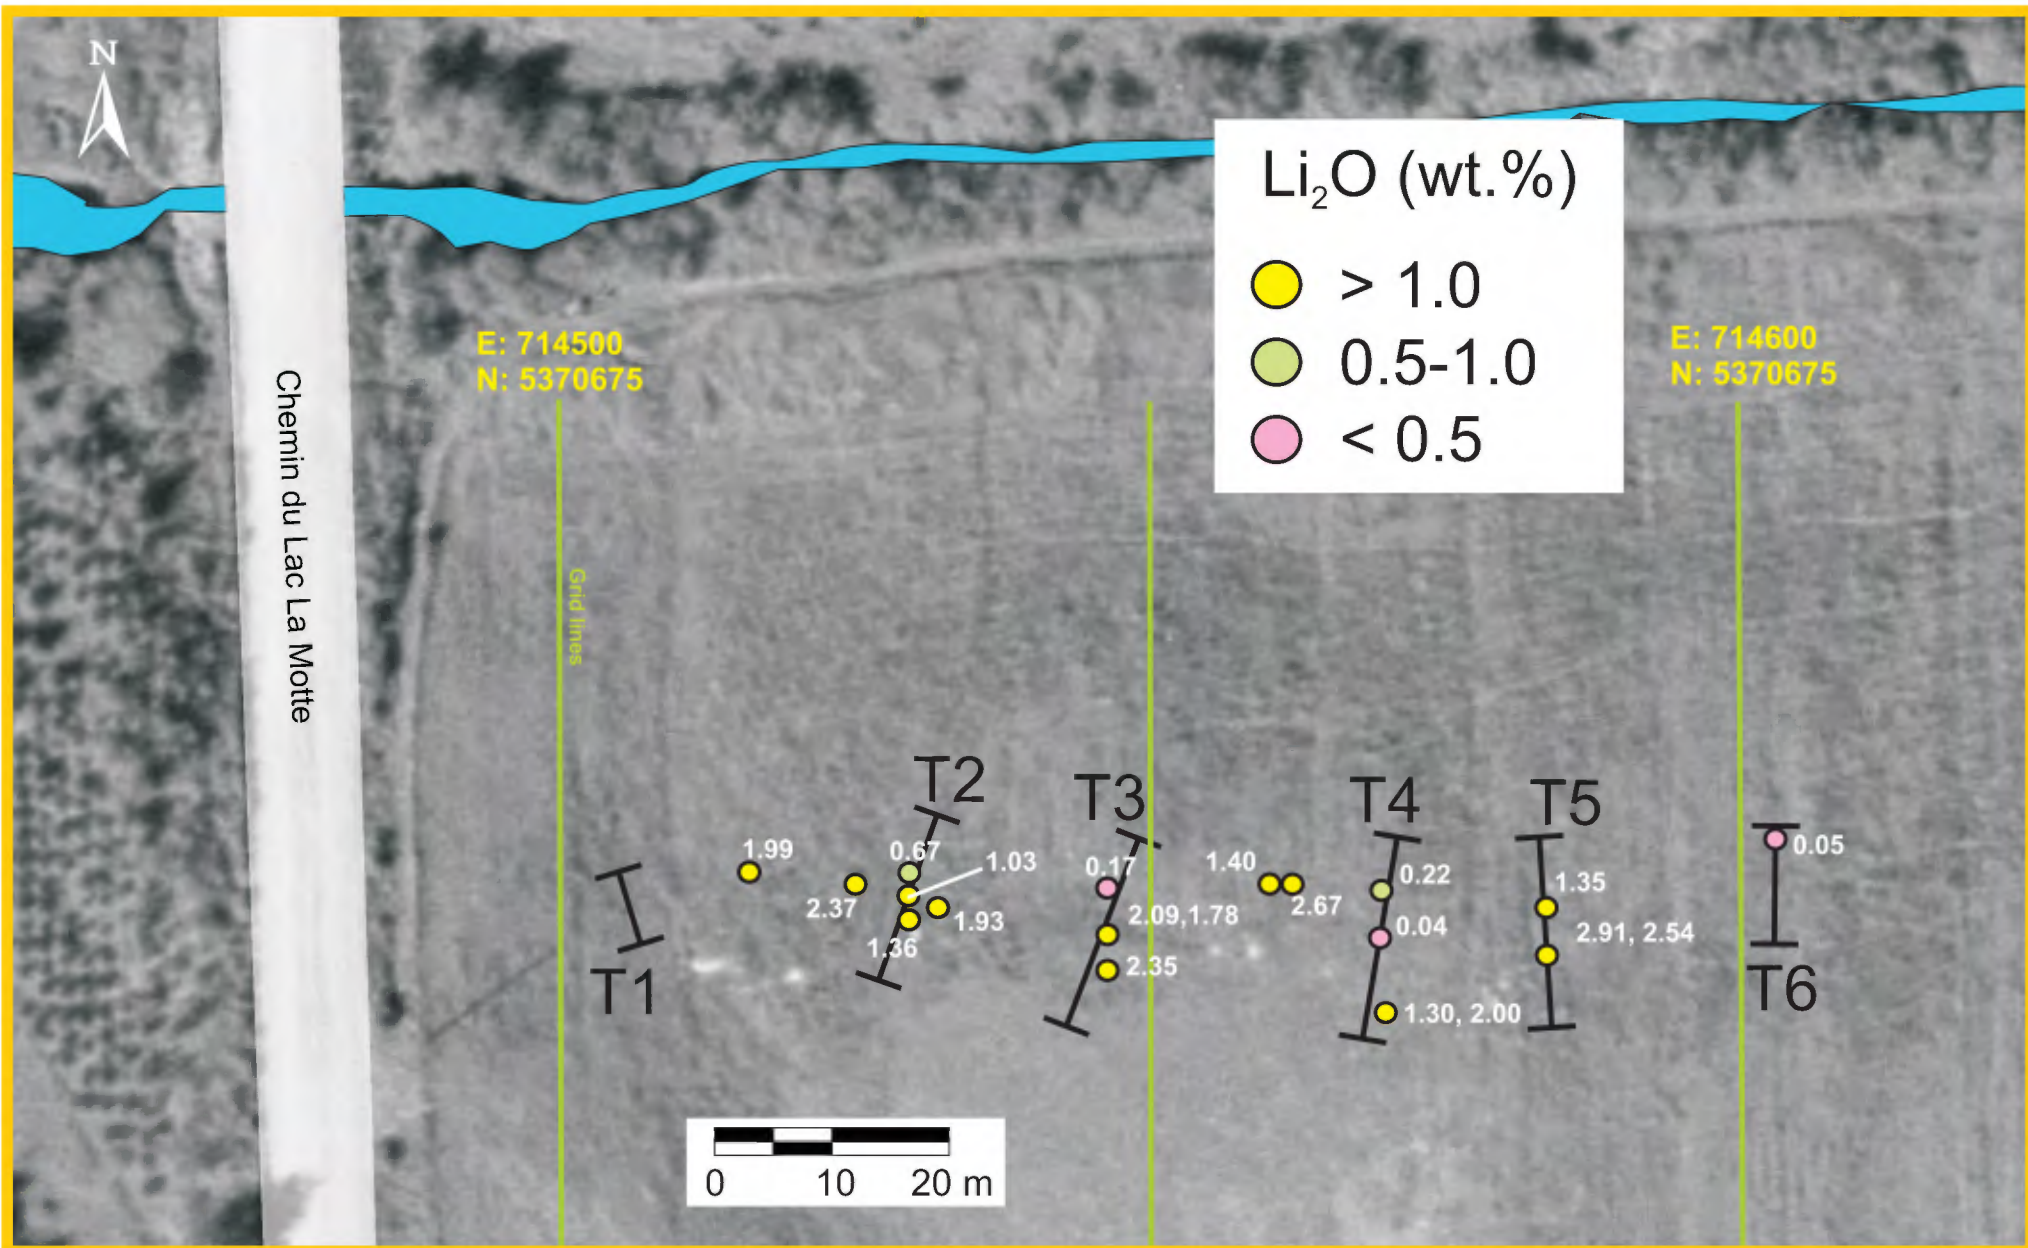 N
Li₂O (wt.%)
> 1.0
0.5-1.0
< 0.5
E: 714500
N: 5370675
E: 714600
N: 5370675
Chemin du Lac La Motte
Grid lines
T1
T2
T3
T4
T5
T6
1.99
2.37
0.67
1.03
1.93
1.36
0.17
2.09,1.78
2.35
1.40
2.67
0.22
0.04
1.30, 2.00
1.35
2.91, 2.54
0.05
0 10 20 m